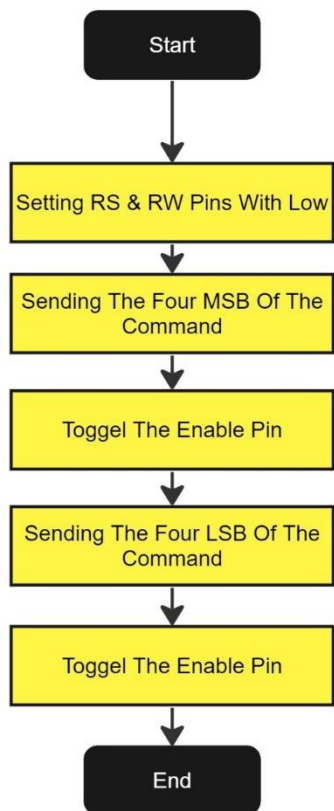 Start
Setting RS & RW Pins With Low
Sending The Four MSB Of The
Command
Toggel The Enable Pin
Sending The Four LSB Of The
Command
Toggel The Enable Pin
End